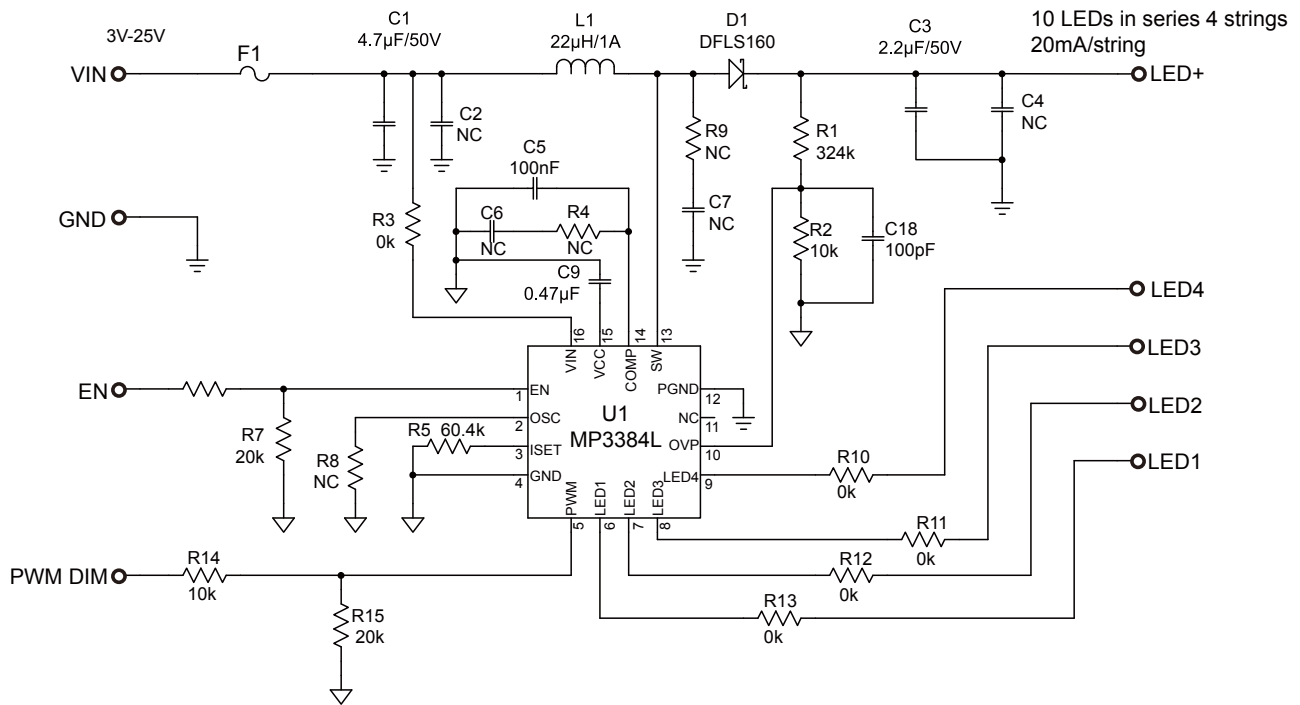 C1
4.7µF/50V
L1
22µH/1A
D1
DFLS160
C3
2.2µF/50V
10 LEDs in series 4 strings
20mA/string
3V-25V
VIN
F1
LED+
C2
NC
C4
NC
R9
NC
R1
324k
C5
100nF
GND
R3
0k
C6
NC
R4
NC
C7
NC
R2
10k
C18
100pF
C9
0.47µF
LED4
LED3
LED2
LED1
16
15
14
13
VIN
VCC
COMP
SW
EN
1
EN
2
OSC
3
ISET
4
GND
U1
MP3384L
PGND
12
NC
11
OVP
10
LED4
9
R7
20k
R8
NC
R5 60.4k
PWM
LED1
LED2
LED3
5
6
7
8
R10
0k
R11
0k
R12
0k
R13
0k
PWM DIM
R14
10k
R15
20k